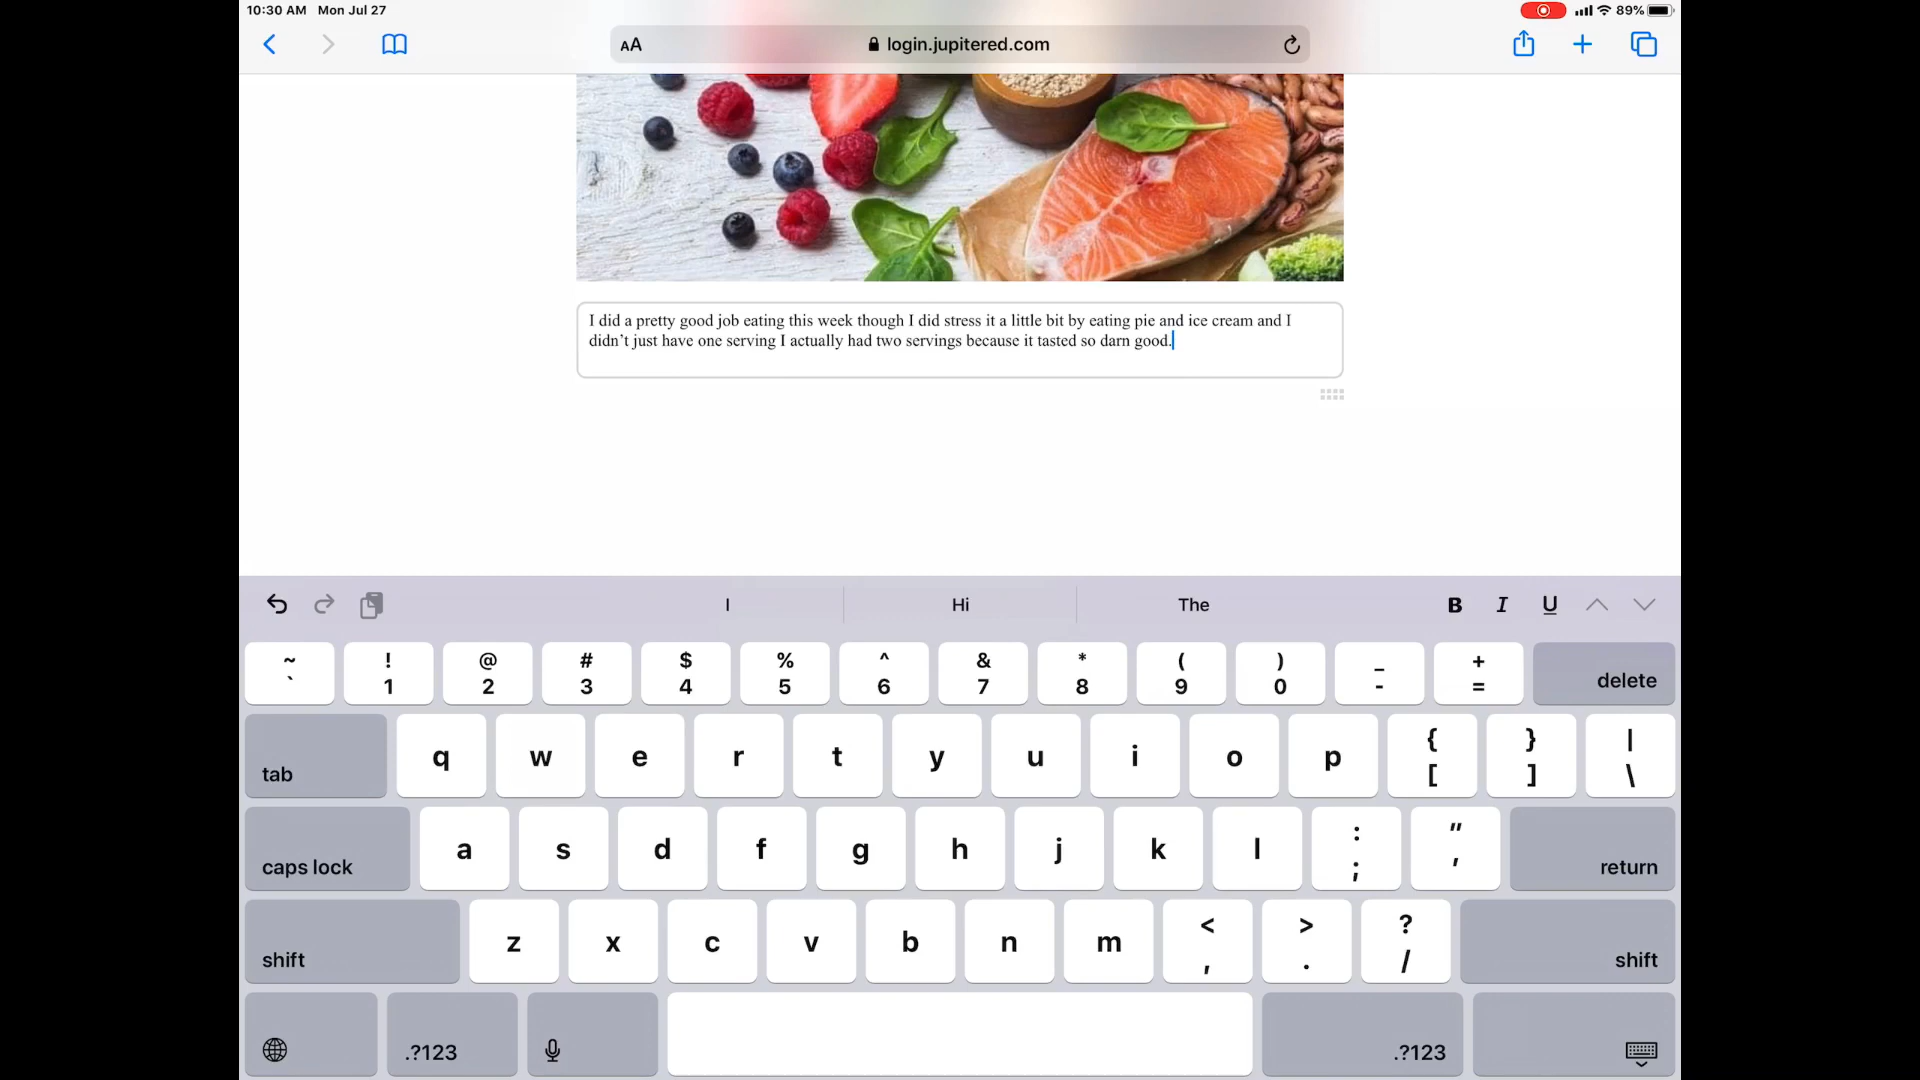 10:30 AM Mon Jul 27
89%
AA login.jupitered.com
I did a pretty good job eating this week though I did stress it a little bit by eating pie and ice cream and I
didn't just have one serving I actually had two servings because it tasted so darn good.
I Hi The B I U
~ ! @ # $ % ^ & * ( ) _ +
` 1 2 3 4 5 6 7 8 9 0 - = delete
tab q w e r t y u i o p { [ } ] | \
caps lock a s d f g h j k l : ; " ' return
shift z x c v b n m < , > . ? / shift
.?123 .?123